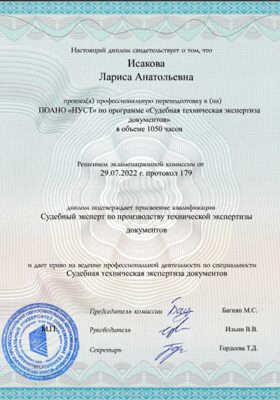 Настоящий диплом свидетельствует о том, что
Исакова
Лариса Анатольевна
прошел(а) профессиональную переподготовку в (на)
ПОАНО «НУСТ» по программе «Судебная техническая экспертиза
документов»
в объеме 1050 часов
Решением экзаменационной комиссии от
29.07.2022 г. протокол 179
диплом подтверждает присвоение квалификации
Судебный эксперт по производству технической экспертизы
документов
и дает право на ведение профессиональной деятельности по специальности
Судебная техническая экспертиза документов
Председатель комиссии Багиян М.С.
М.П. Руководитель Ильин В.В.
Секретарь Гордеева Т.Д.